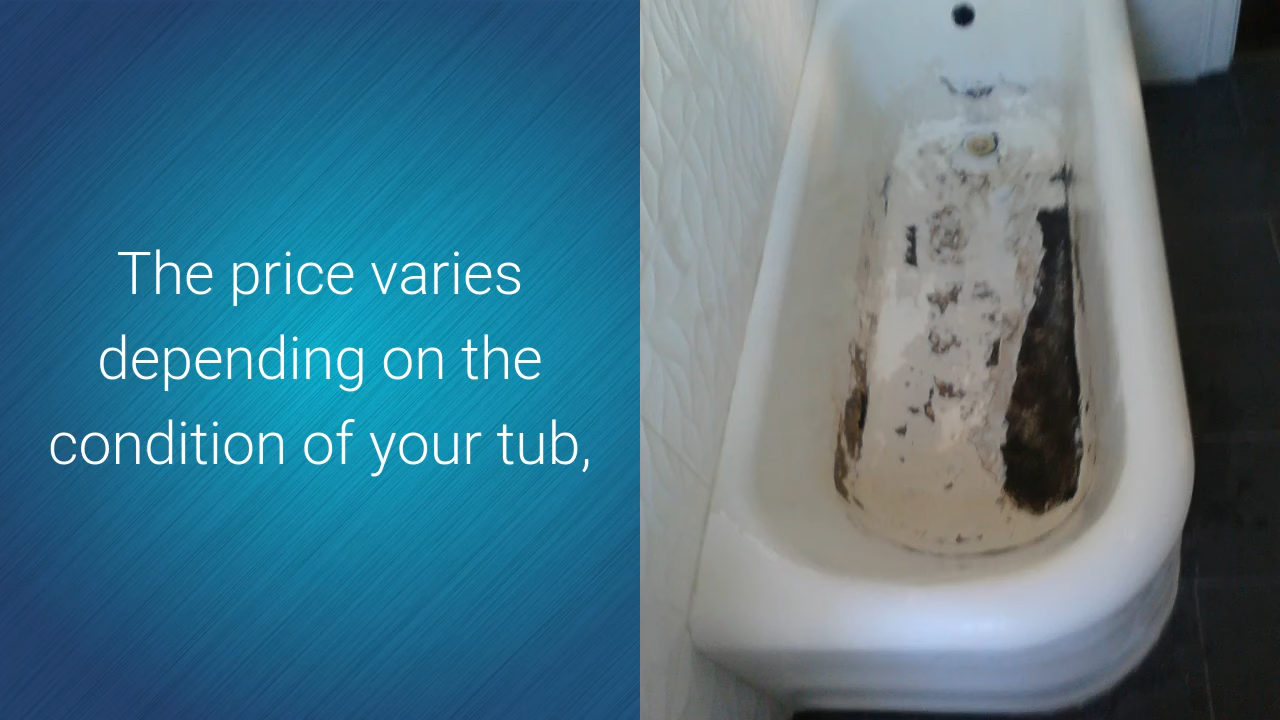 The price varies
depending on the
condition of your tub,